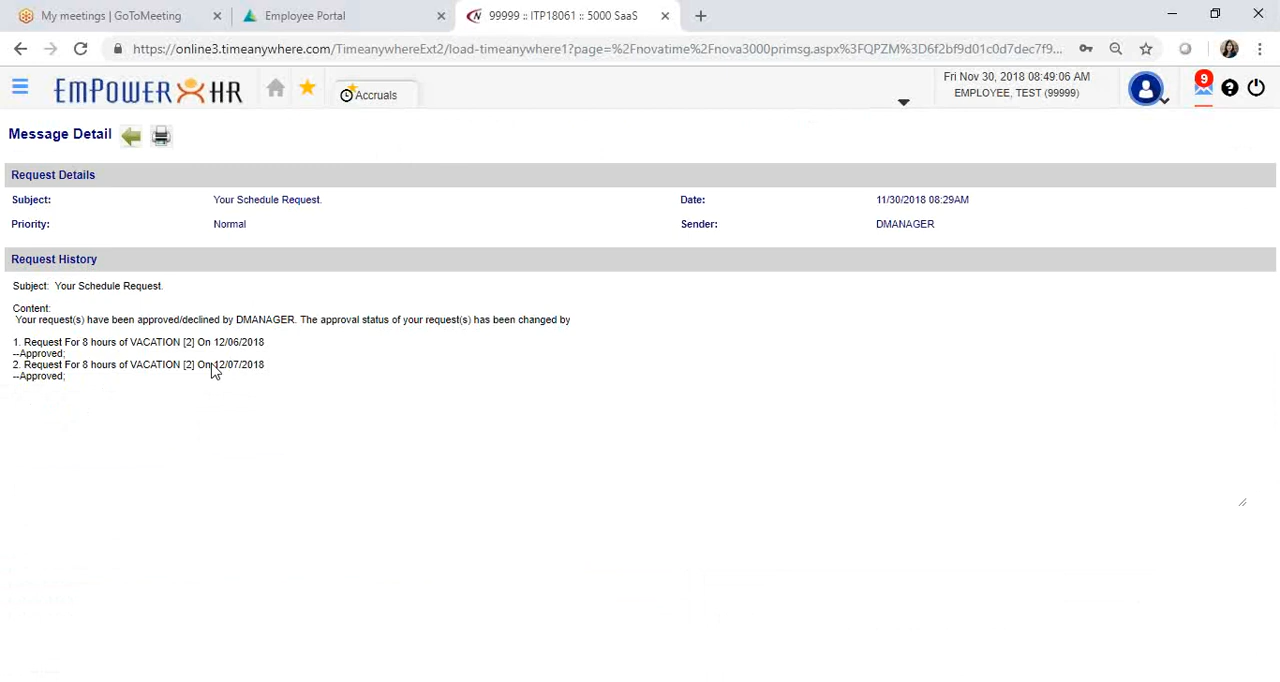 My meetings | GoToMeeting
Employee Portal
99999 :: ITP18061 :: 5000 SaaS
https://online3.timeanywhere.com/TimeanywhereExt2/load-timeanywhere1?page=%2Fnovatime%2Fnova3000primsg.aspx%3FQPZM%3D6f2bf9d01c0d7dec7f9...
EMPOWER HR
Accruals
Fri Nov 30, 2018 08:49:06 AM
EMPLOYEE, TEST (99999)
9
Message Detail
Request Details
Subject: Your Schedule Request. Date: 11/30/2018 08:29AM
Priority: Normal Sender: DMANAGER
Request History
Subject: Your Schedule Request.
Content:
Your request(s) have been approved/declined by DMANAGER. The approval status of your request(s) has been changed by
1. Request For 8 hours of VACATION [2] On 12/06/2018
--Approved;
2. Request For 8 hours of VACATION [2] On 12/07/2018
--Approved;